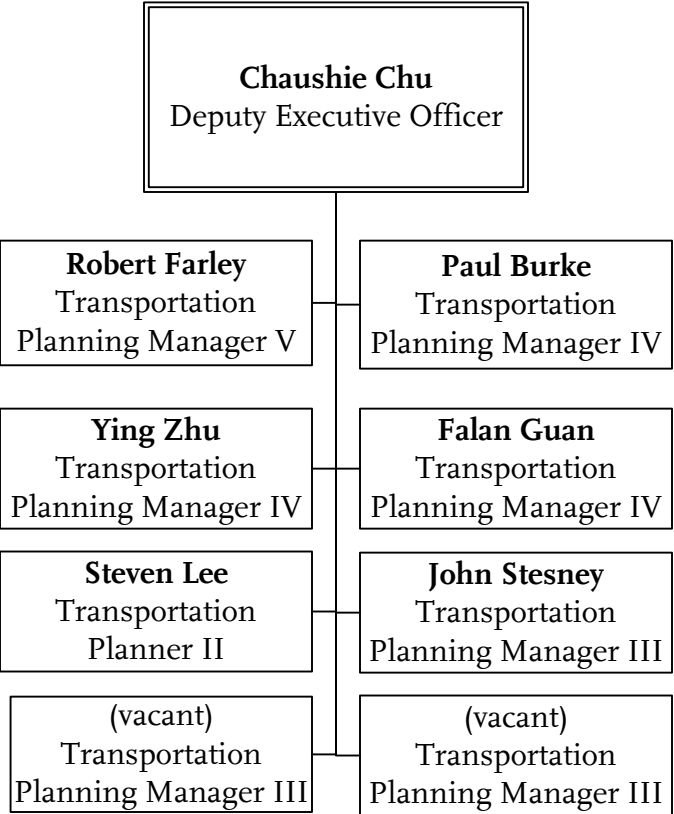 Chaushie Chu
Deputy Executive Officer
Robert Farley
Transportation
Planning Manager V
Paul Burke
Transportation
Planning Manager IV
Ying Zhu
Transportation
Planning Manager IV
Falan Guan
Transportation
Planning Manager IV
Steven Lee
Transportation
Planner II
John Stesney
Transportation
Planning Manager III
(vacant)
Transportation
Planning Manager III
(vacant)
Transportation
Planning Manager III